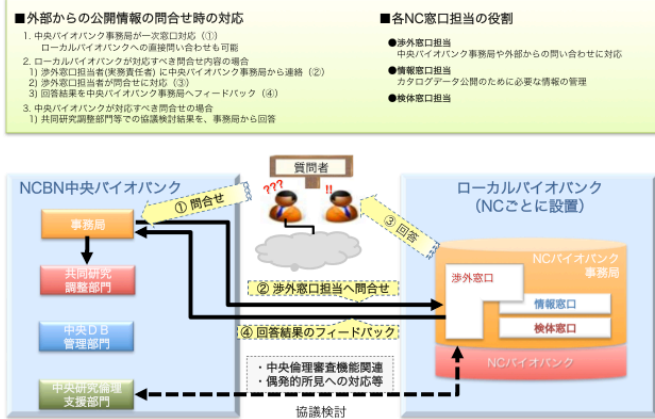 ■外部からの公開情報の問合せ時の対応
1. 中央バイオバンク事務局が一次窓口対応（①）
ローカルバイオバンクへの直接問い合わせも可能
2. ローカルバイオバンクが対応すべき問合せ内容の場合
1) 渉外窓口担当者(実務責任者) に中央バイオバンク事務局から連絡（②）
2) 渉外窓口担当者が問合せに対応（③）
3) 回答結果を中央バイオバンク事務局へフィードバック（④）
3. 中央バイオバンクが対応すべき問合せの場合
1) 共同研究調整部門等での協議検討結果を、事務局から回答
■各NC窓口担当の役割
●渉外窓口担当
中央バイオバンク事務局や外部からの問い合わせに対応
●情報窓口担当
カタログデータ公開のために必要な情報の管理
●検体窓口担当
質問者
???
!!
NCBN中央バイオバンク
① 問合せ
事務局
共同研究
調整部門
中央ＤＢ
管理部門
中央研究倫理
支援部門
③ 回答
② 渉外窓口担当へ問合せ
④ 回答結果のフィードバック
・中央倫理審査機能関連
・偶発的所見への対応等
協議検討
ローカルバイオバンク
（NCごとに設置）
NCバイオバンク
事務局
渉外窓口
情報窓口
検体窓口
NCバイオバンク